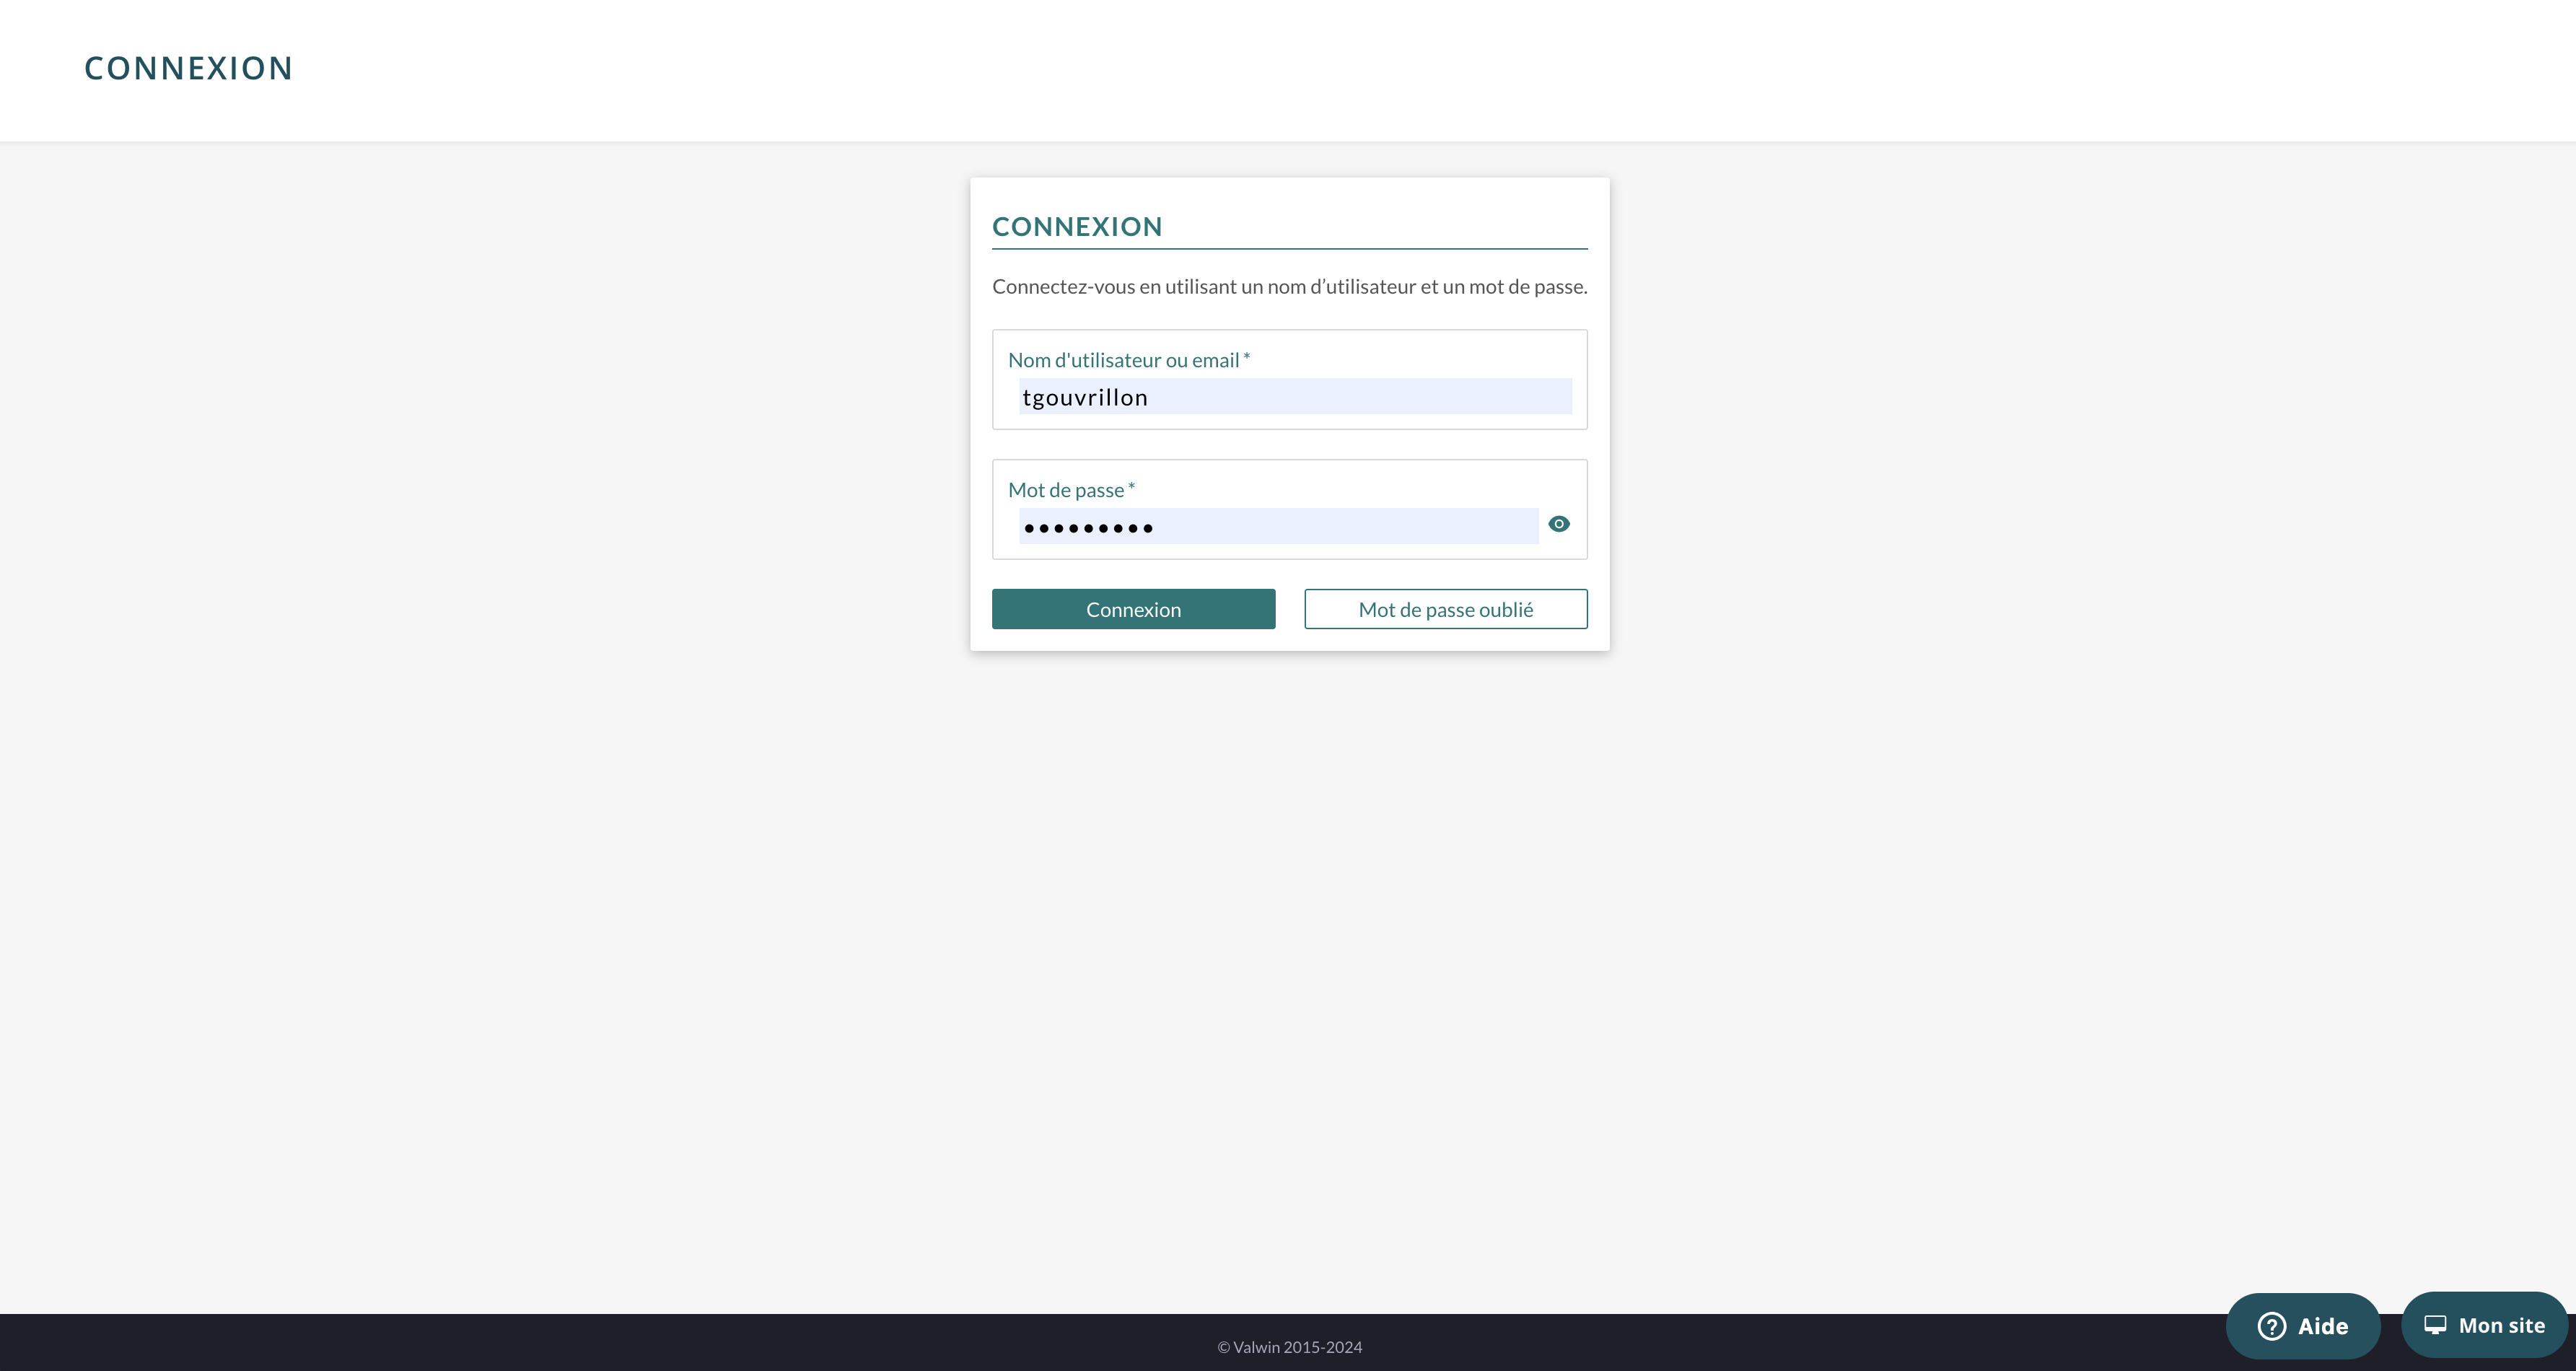 CONNEXION
CONNEXION
Connectez-vous en utilisant un nom d’utilisateur et un mot de passe.
Nom d'utilisateur ou email *
tgouvrillon
Mot de passe *
•••••••••
Connexion
Mot de passe oublié
Aide
Mon site
© Valwin 2015-2024